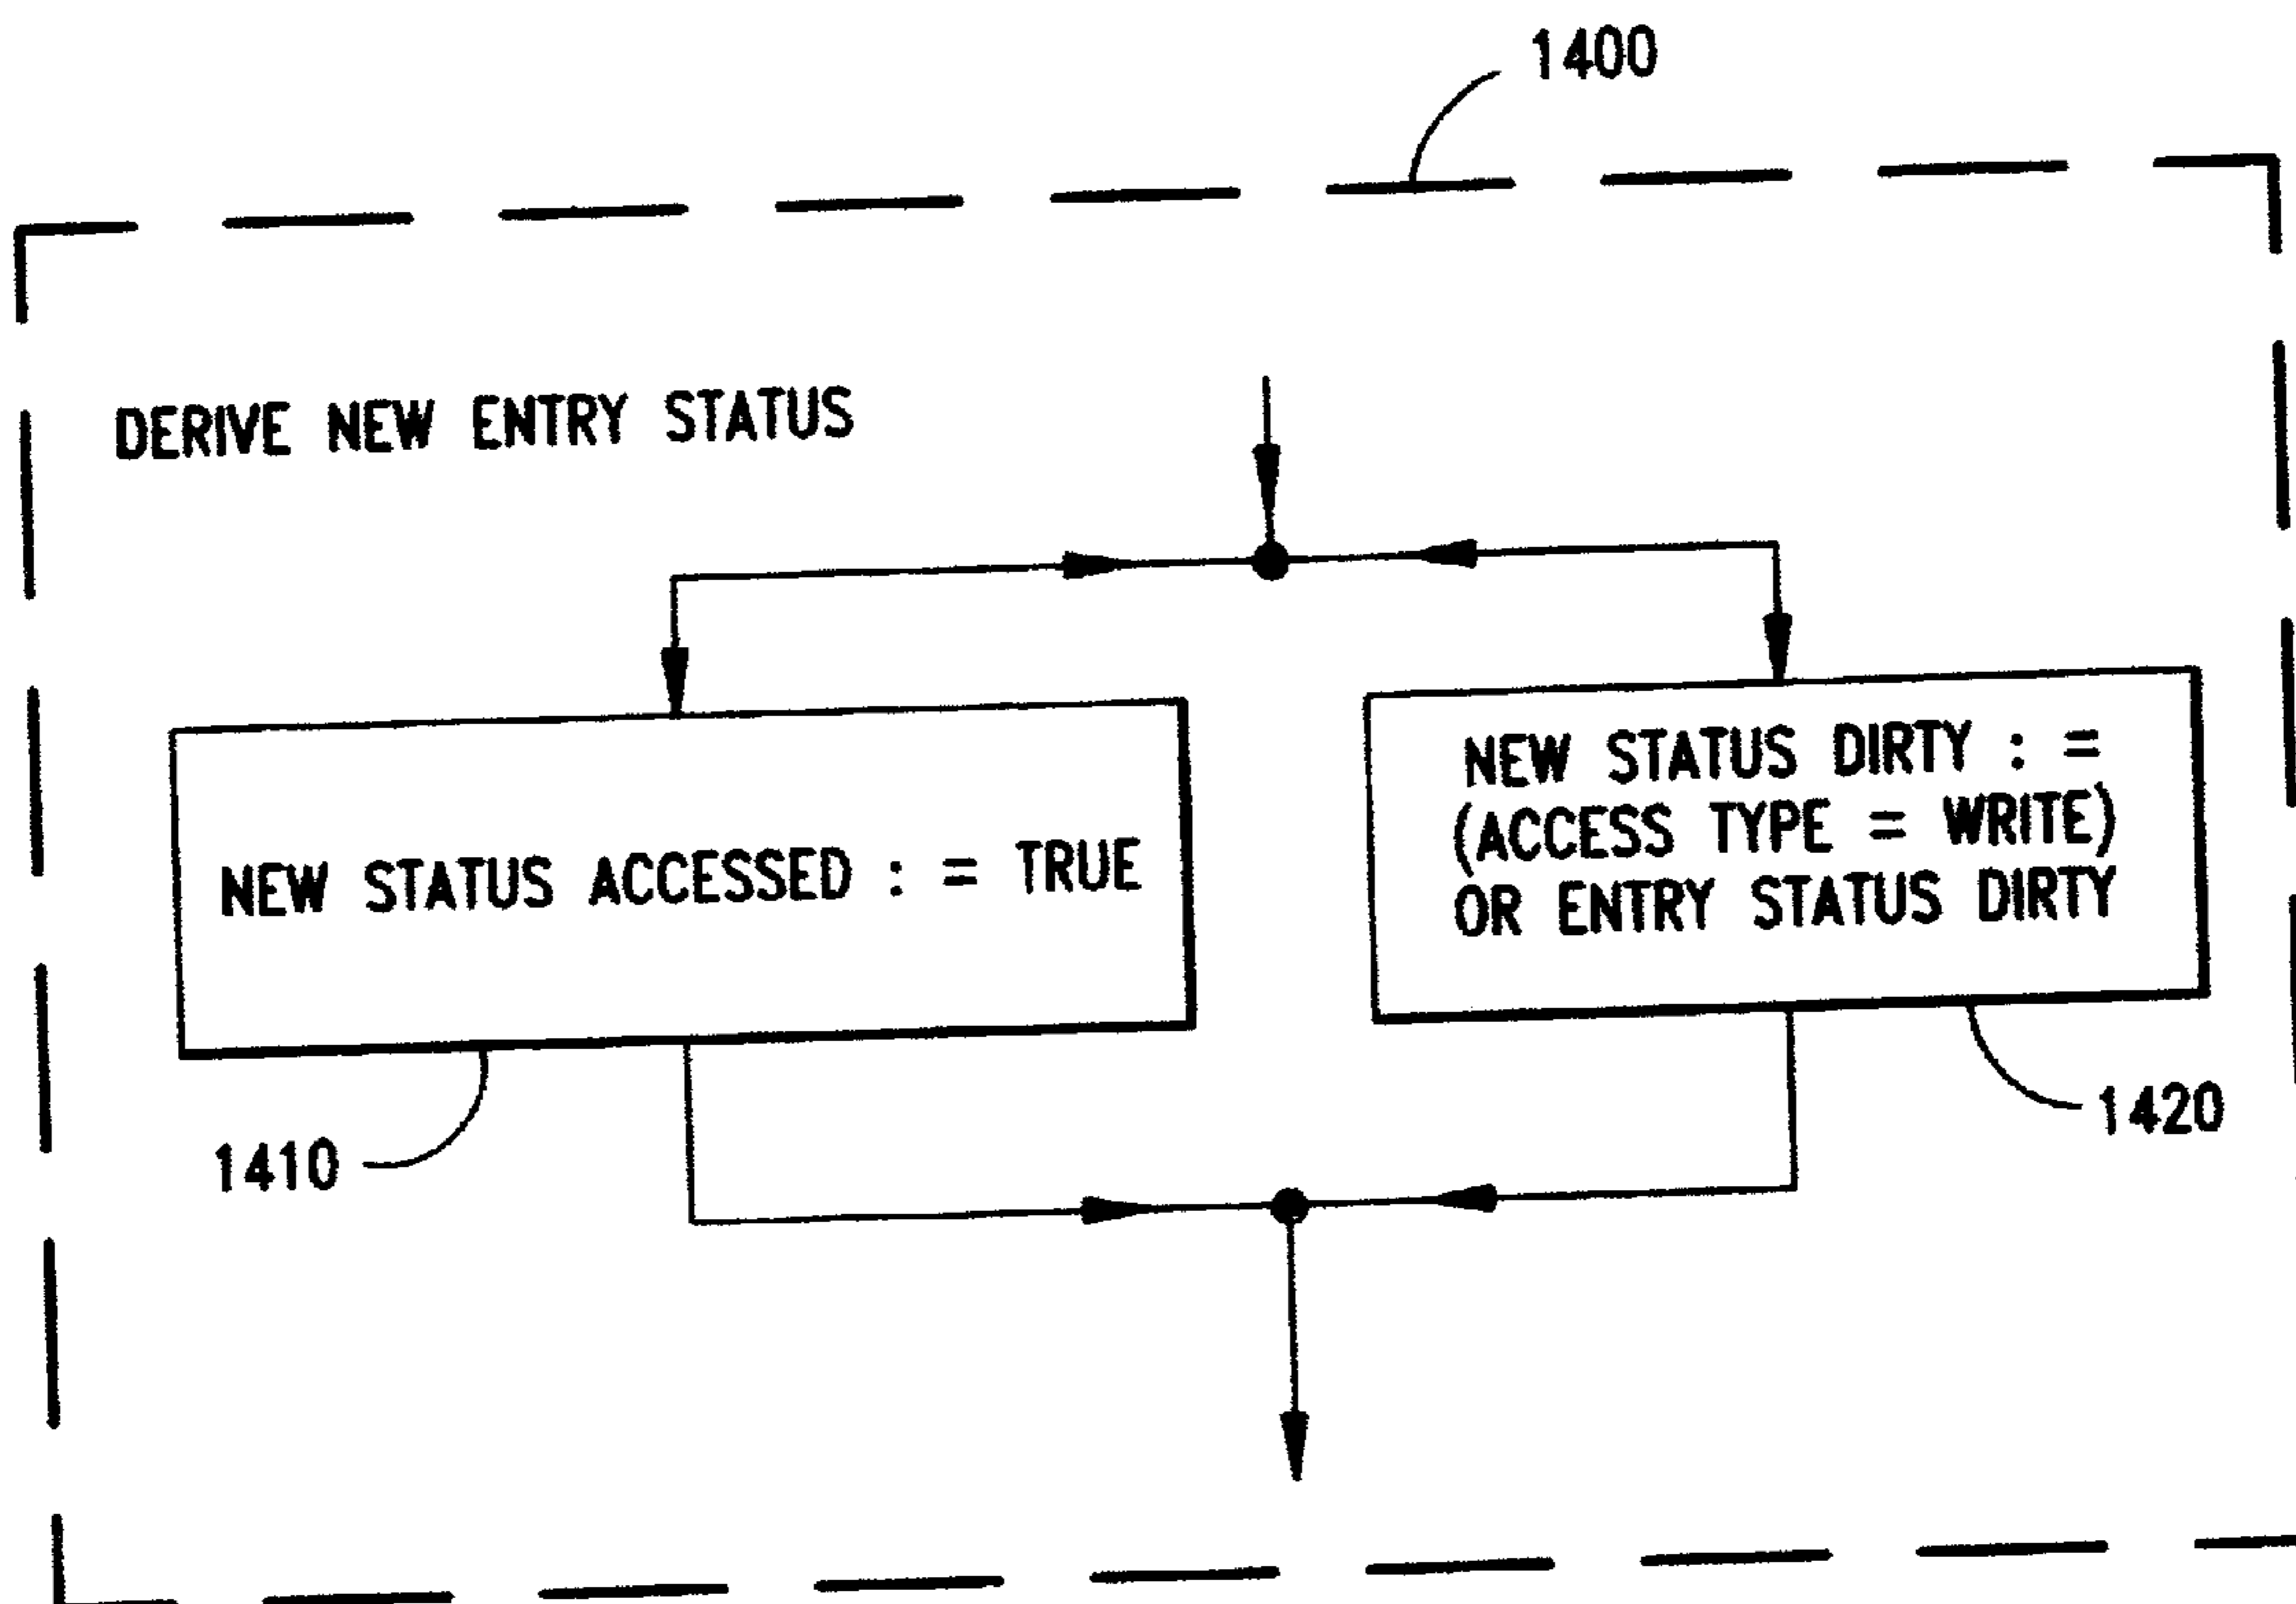 1400
DERIVE NEW ENTRY STATUS
NEW STATUS ACCESSED : = TRUE
NEW STATUS DIRTY : =
(ACCESS TYPE = WRITE)
OR ENTRY STATUS DIRTY
1410
1420